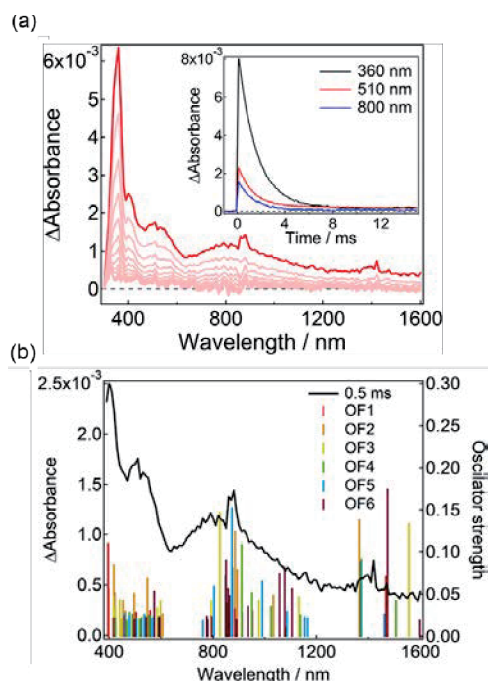 (a)
6x10⁻³
5
4
3
2
1
0
ΔAbsorbance
400
800
1200
1600
Wavelength / nm
8x10⁻³
6
4
2
0
ΔAbsorbance
0
4
8
12
Time / ms
360 nm
510 nm
800 nm
(b)
2.5x10⁻³
2.0
1.5
1.0
0.5
0.0
ΔAbsorbance
400
600
800
1000
1200
1400
1600
Wavelength / nm
0.5 ms
OF1
OF2
OF3
OF4
OF5
OF6
0.30
0.25
0.20
0.15
0.10
0.05
0.00
Oscilator strength